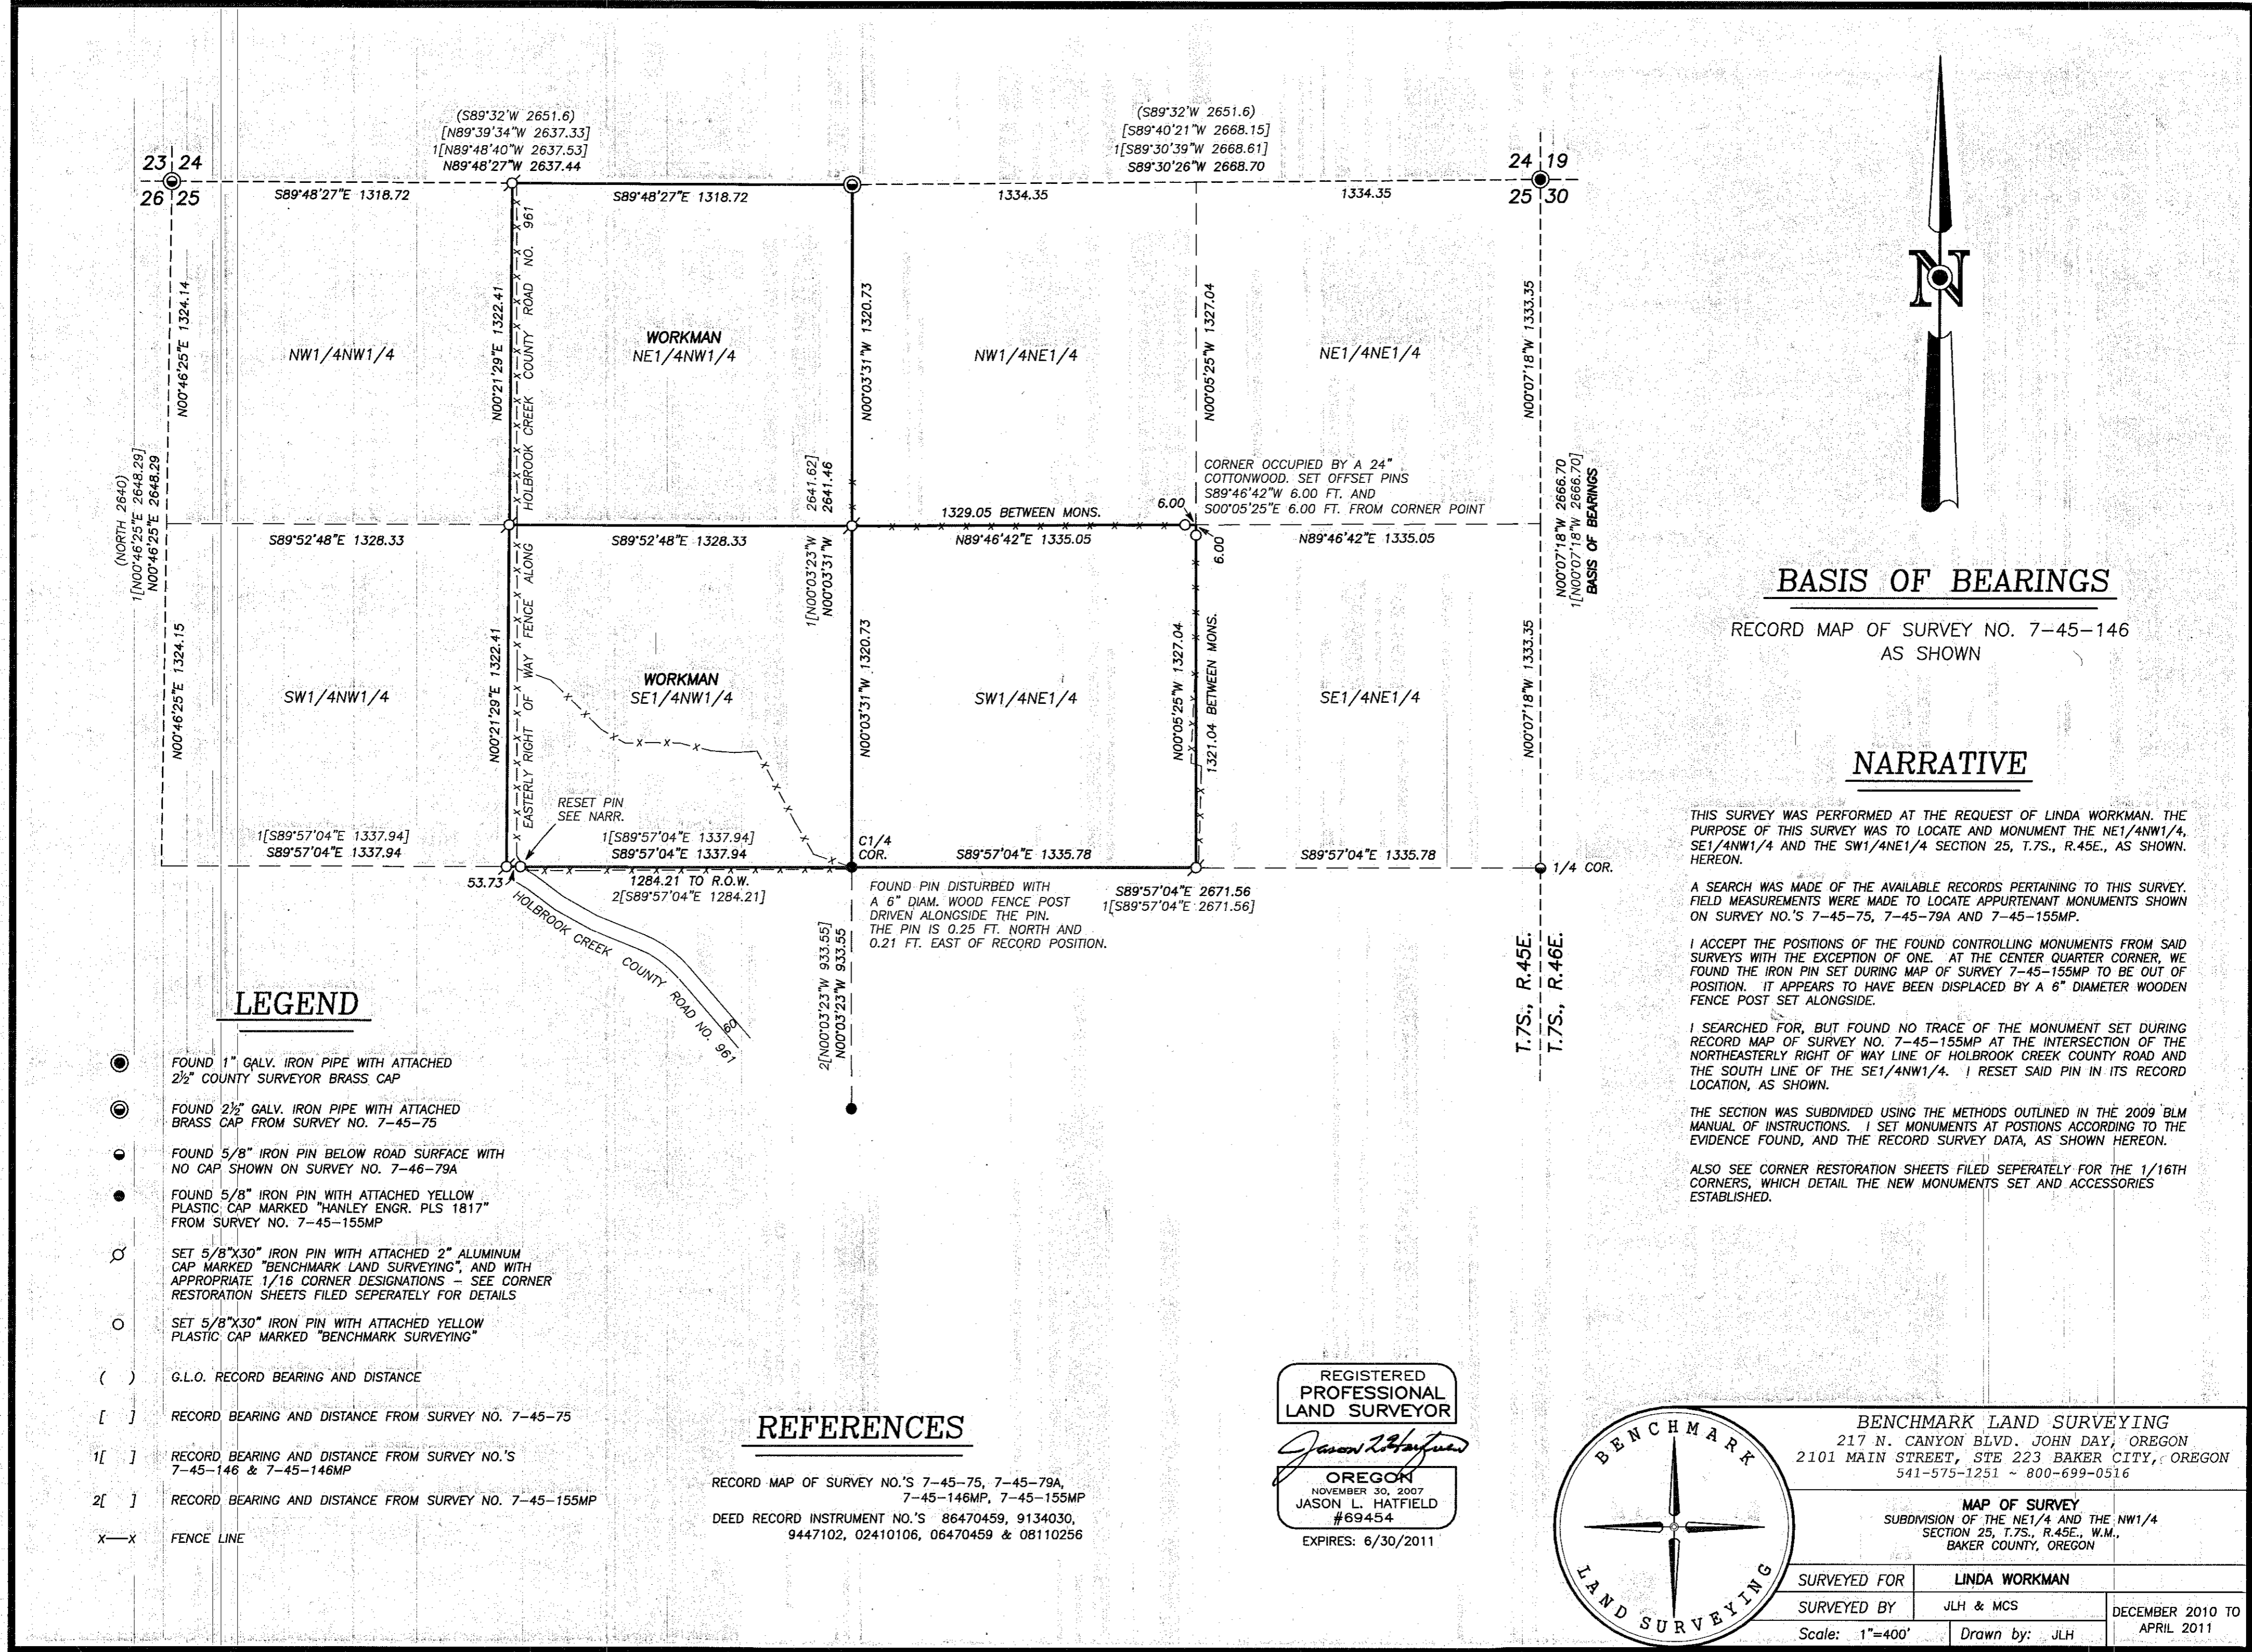 (S89°32'W 2651.6)
[N89°39'34"W 2637.33]
1[N89°48'40"W 2637.53]
N89°48'27"W 2637.44
(S89°32'W 2651.6)
[S89°40'21"W 2668.15]
1[S89°30'39"W 2668.61]
S89°30'26"W 2668.70
23 24
26 25
24 19
25 30
S89°48'27"E 1318.72
S89°48'27"E 1318.72
1334.35
1334.35
N00°46'25"E 1324.14
N00°21'29"E 1322.41
HOLBROOK CREEK COUNTY ROAD NO. 961
N00°03'31"W 1320.73
N00°05'25"W 1327.04
N00°07'18"W 1333.35
NW1/4NW1/4
WORKMAN
NE1/4NW1/4
NW1/4NE1/4
NE1/4NE1/4
N
(NORTH 2640)
1[N00°46'25"E 2648.29]
N00°46'25"E 2648.29
1[N00°03'23"W 2641.62]
N00°03'31"W 2641.46
CORNER OCCUPIED BY A 24"
COTTONWOOD. SET OFFSET PINS
S89°46'42"W 6.00 FT. AND
S00°05'25"E 6.00 FT. FROM CORNER POINT
6.00
1329.05 BETWEEN MONS.
6.00
N00°07'18"W 2666.70
1[N00°07'18"W 2666.70]
BASIS OF BEARINGS
S89°52'48"E 1328.33
S89°52'48"E 1328.33
N89°46'42"E 1335.05
N89°46'42"E 1335.05
N00°46'25"E 1324.15
N00°21'29"E 1322.41
EASTERLY RIGHT OF WAY FENCE ALONG
N00°03'31"W 1320.73
N00°05'25"W 1327.04
1321.04 BETWEEN MONS.
N00°07'18"W 1333.35
SW1/4NW1/4
WORKMAN
SE1/4NW1/4
SW1/4NE1/4
SE1/4NE1/4
RESET PIN
SEE NARR.
1[S89°57'04"E 1337.94]
S89°57'04"E 1337.94
1[S89°57'04"E 1337.94]
S89°57'04"E 1337.94
C1/4
COR.
S89°57'04"E 1335.78
S89°57'04"E 1335.78
1/4 COR.
53.73
1284.21 TO R.O.W.
2[S89°57'04"E 1284.21]
S89°57'04"E 2671.56
1[S89°57'04"E 2671.56]
FOUND PIN DISTURBED WITH
A 6" DIAM. WOOD FENCE POST
DRIVEN ALONGSIDE THE PIN.
THE PIN IS 0.25 FT. NORTH AND
0.21 FT. EAST OF RECORD POSITION.
HOLBROOK CREEK COUNTY ROAD NO. 961
60
2[N00°03'23"W 933.55]
N00°03'23"W 933.55
T.7S., R.45E.
T.7S., R.46E.
BASIS OF BEARINGS
RECORD MAP OF SURVEY NO. 7-45-146
AS SHOWN
NARRATIVE
THIS SURVEY WAS PERFORMED AT THE REQUEST OF LINDA WORKMAN. THE
PURPOSE OF THIS SURVEY WAS TO LOCATE AND MONUMENT THE NE1/4NW1/4,
SE1/4NW1/4 AND THE SW1/4NE1/4 SECTION 25, T.7S., R.45E., AS SHOWN.
HEREON.
A SEARCH WAS MADE OF THE AVAILABLE RECORDS PERTAINING TO THIS SURVEY.
FIELD MEASUREMENTS WERE MADE TO LOCATE APPURTENANT MONUMENTS SHOWN
ON SURVEY NO.'S 7-45-75, 7-45-79A AND 7-45-155MP.
I ACCEPT THE POSITIONS OF THE FOUND CONTROLLING MONUMENTS FROM SAID
SURVEYS WITH THE EXCEPTION OF ONE. AT THE CENTER QUARTER CORNER, WE
FOUND THE IRON PIN SET DURING MAP OF SURVEY 7-45-155MP TO BE OUT OF
POSITION. IT APPEARS TO HAVE BEEN DISPLACED BY A 6" DIAMETER WOODEN
FENCE POST SET ALONGSIDE.
I SEARCHED FOR, BUT FOUND NO TRACE OF THE MONUMENT SET DURING
RECORD MAP OF SURVEY NO. 7-45-155MP AT THE INTERSECTION OF THE
NORTHEASTERLY RIGHT OF WAY LINE OF HOLBROOK CREEK COUNTY ROAD AND
THE SOUTH LINE OF THE SE1/4NW1/4. I RESET SAID PIN IN ITS RECORD
LOCATION, AS SHOWN.
THE SECTION WAS SUBDIVIDED USING THE METHODS OUTLINED IN THE 2009 BLM
MANUAL OF INSTRUCTIONS. I SET MONUMENTS AT POSTIONS ACCORDING TO THE
EVIDENCE FOUND, AND THE RECORD SURVEY DATA, AS SHOWN HEREON.
ALSO SEE CORNER RESTORATION SHEETS FILED SEPERATELY FOR THE 1/16TH
CORNERS, WHICH DETAIL THE NEW MONUMENTS SET AND ACCESSORIES
ESTABLISHED.
LEGEND
FOUND 1" GALV. IRON PIPE WITH ATTACHED
2½" COUNTY SURVEYOR BRASS CAP
FOUND 2½" GALV. IRON PIPE WITH ATTACHED
BRASS CAP FROM SURVEY NO. 7-45-75
FOUND 5/8" IRON PIN BELOW ROAD SURFACE WITH
NO CAP SHOWN ON SURVEY NO. 7-46-79A
FOUND 5/8" IRON PIN WITH ATTACHED YELLOW
PLASTIC CAP MARKED "HANLEY ENGR. PLS 1817"
FROM SURVEY NO. 7-45-155MP
SET 5/8"X30" IRON PIN WITH ATTACHED 2" ALUMINUM
CAP MARKED "BENCHMARK LAND SURVEYING", AND WITH
APPROPRIATE 1/16 CORNER DESIGNATIONS - SEE CORNER
RESTORATION SHEETS FILED SEPERATELY FOR DETAILS
SET 5/8"X30" IRON PIN WITH ATTACHED YELLOW
PLASTIC CAP MARKED "BENCHMARK SURVEYING"
( ) G.L.O. RECORD BEARING AND DISTANCE
[ ] RECORD BEARING AND DISTANCE FROM SURVEY NO. 7-45-75
1[ ] RECORD BEARING AND DISTANCE FROM SURVEY NO.'S
7-45-146 & 7-45-146MP
2[ ] RECORD BEARING AND DISTANCE FROM SURVEY NO. 7-45-155MP
x—x FENCE LINE
REFERENCES
RECORD MAP OF SURVEY NO.'S 7-45-75, 7-45-79A,
7-45-146MP, 7-45-155MP
DEED RECORD INSTRUMENT NO.'S 86470459, 9134030,
9447102, 02410106, 06470459 & 08110256
REGISTERED
PROFESSIONAL
LAND SURVEYOR
Jason L. Hatfield
OREGON
NOVEMBER 30, 2007
JASON L. HATFIELD
#69454
EXPIRES: 6/30/2011
BENCHMARK
LAND SURVEYING
BENCHMARK LAND SURVEYING
217 N. CANYON BLVD. JOHN DAY, OREGON
2101 MAIN STREET, STE 223 BAKER CITY, OREGON
541-575-1251 ~ 800-699-0516
MAP OF SURVEY
SUBDIVISION OF THE NE1/4 AND THE NW1/4
SECTION 25, T.7S., R.45E., W.M.,
BAKER COUNTY, OREGON
SURVEYED FOR LINDA WORKMAN
SURVEYED BY JLH & MCS
DECEMBER 2010 TO
APRIL 2011
Scale: 1"=400' Drawn by: JLH